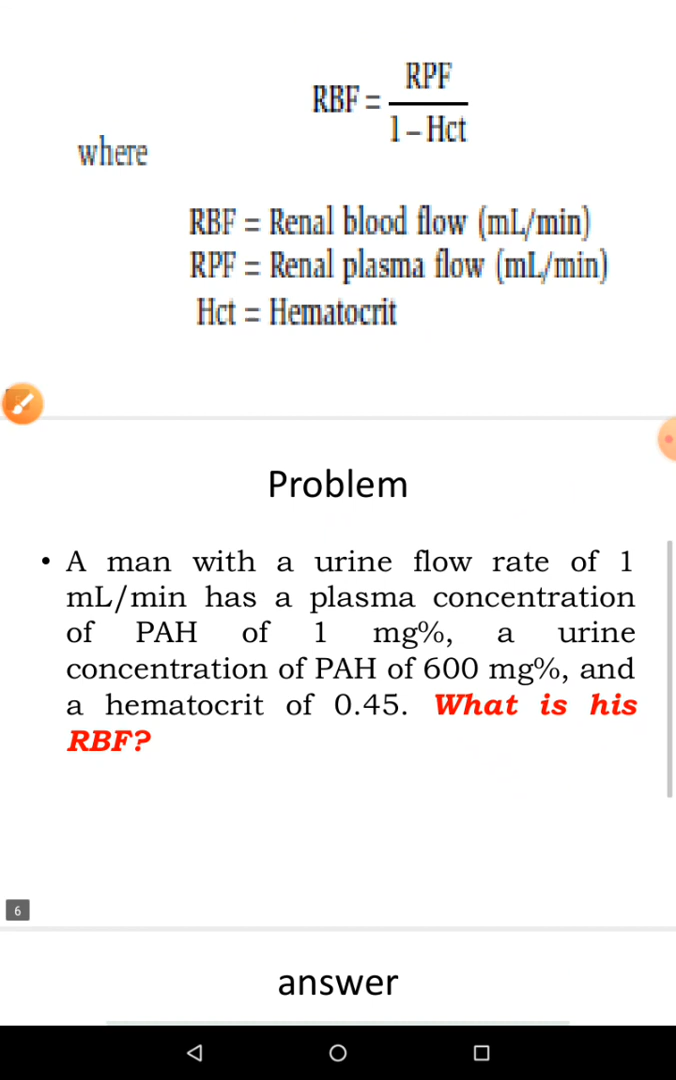 RBF = RPF
1 – Hct
where
RBF = Renal blood flow (mL/min)
RPF = Renal plasma flow (mL/min)
Hct = Hematocrit
Problem
• A man with a urine flow rate of 1
mL/min has a plasma concentration
of PAH of 1 mg%, a urine
concentration of PAH of 600 mg%, and
a hematocrit of 0.45. What is his
RBF?
6
answer